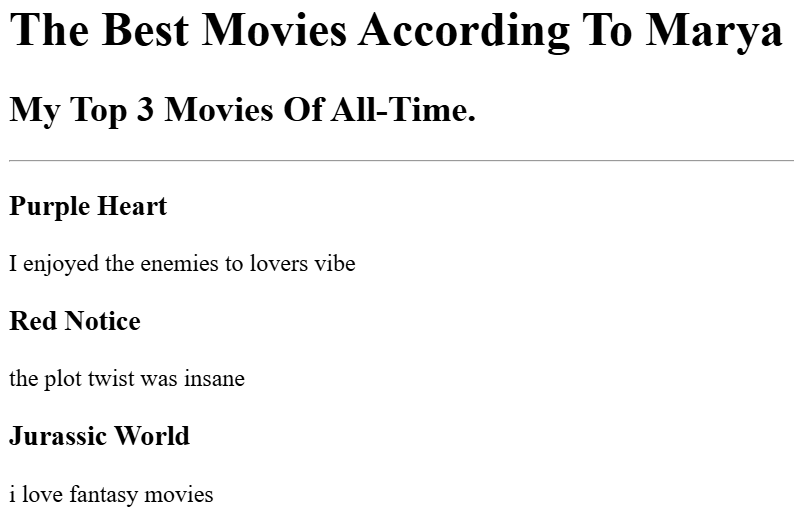 The Best Movies According To Marya
My Top 3 Movies Of All-Time.
Purple Heart
I enjoyed the enemies to lovers vibe
Red Notice
the plot twist was insane
Jurassic World
i love fantasy movies